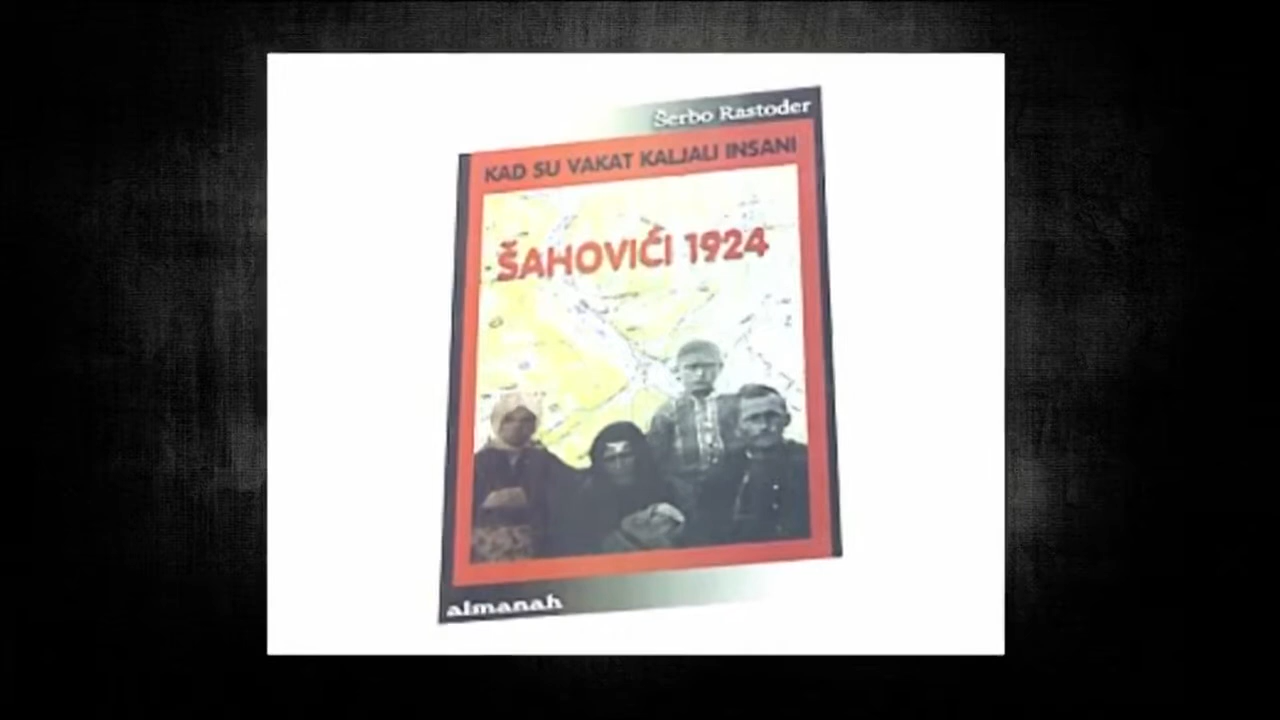 Šerbo Rastoder
KAD SU VAKAT KALJALI INSANI
ŠAHOVIĆI 1924
almanah